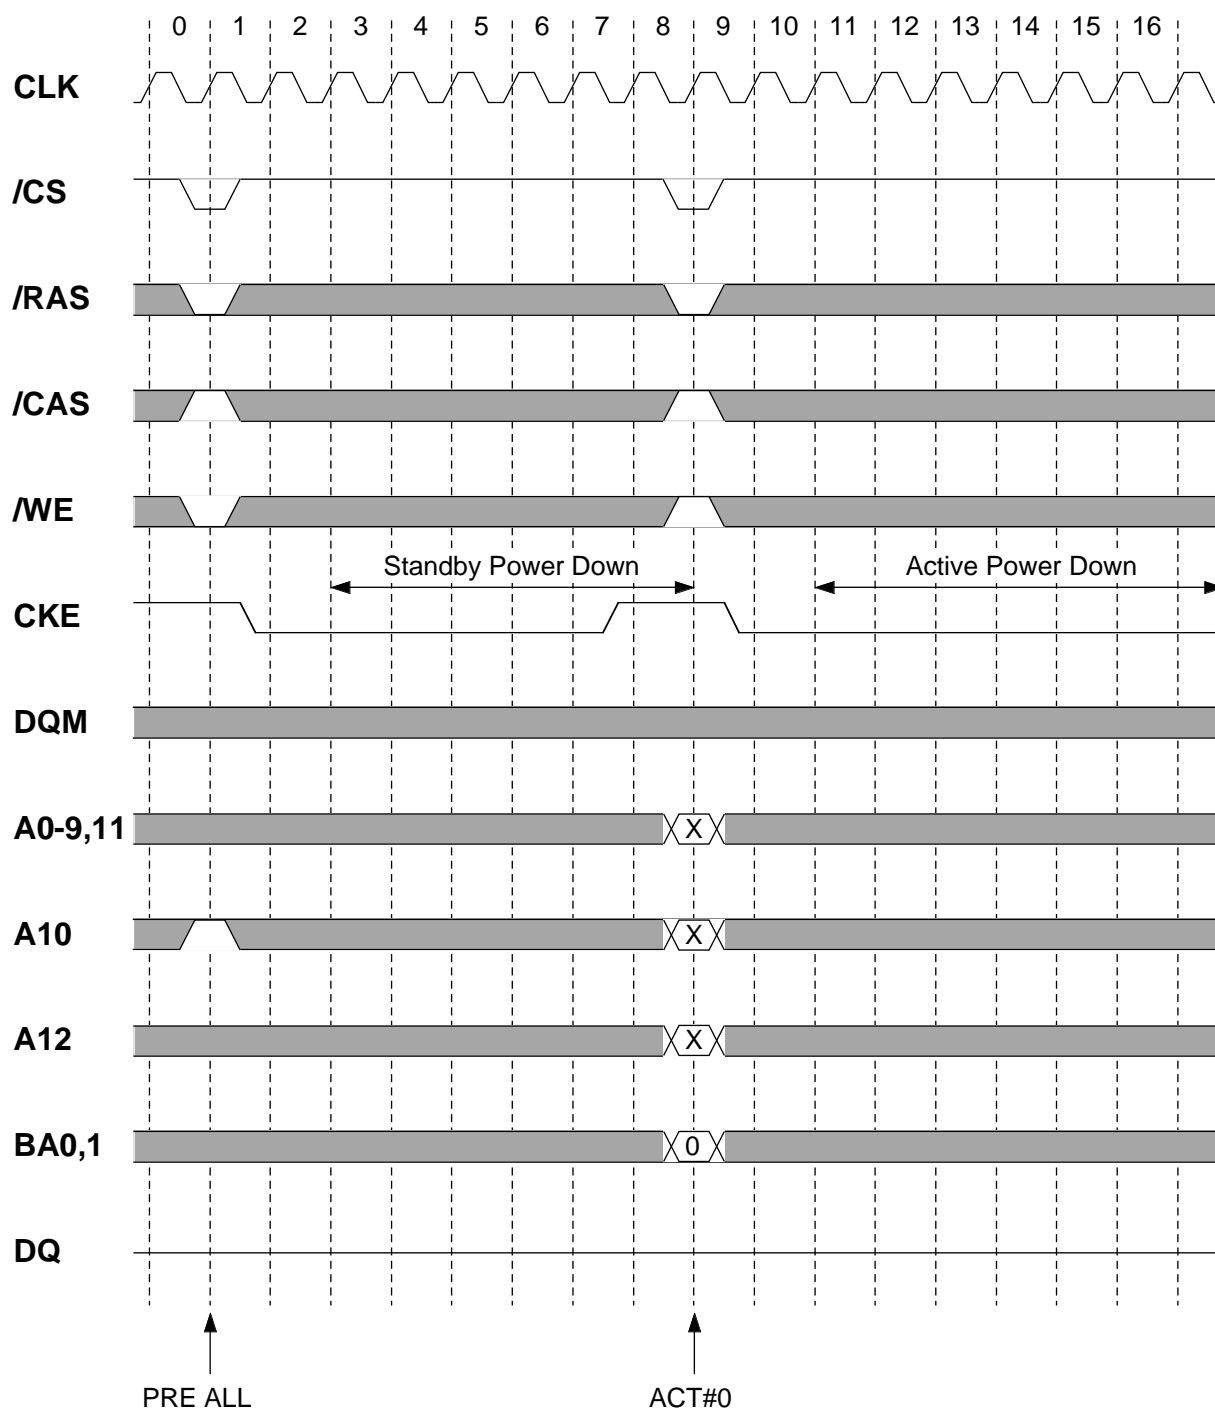 0 1 2 3 4 5 6 7 8 9 10 11 12 13 14 15 16
CLK
/CS
/RAS
/CAS
/WE
Standby Power Down Active Power Down
CKE
DQM
A0-9,11 X
A10 X
A12 X
BA0,1 0
DQ
PRE ALL ACT#0